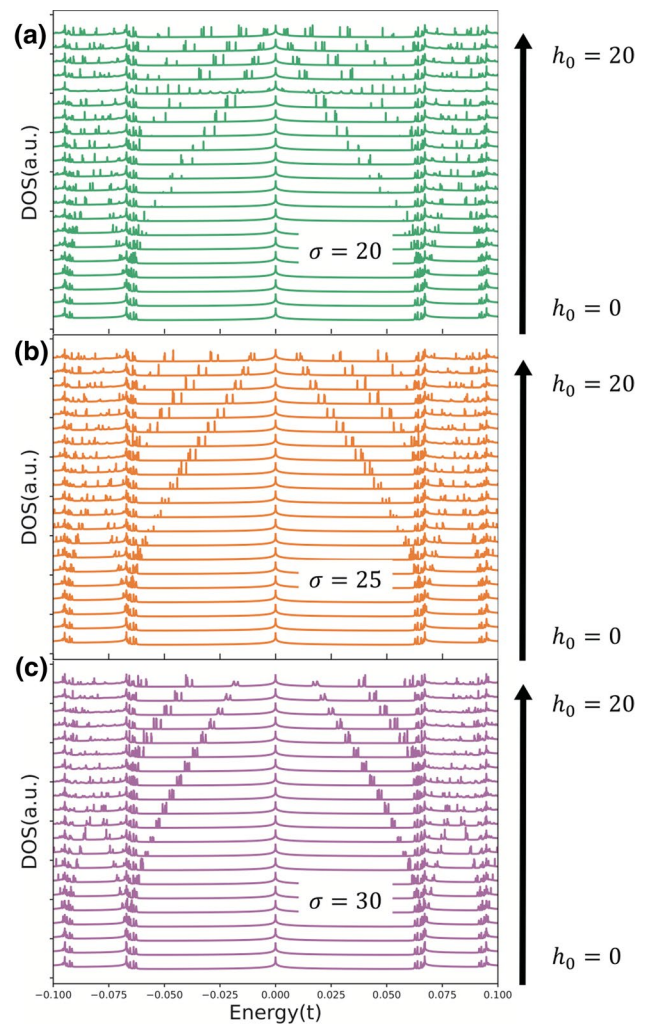 (a)
DOS(a.u.)
σ = 20
h₀ = 20
h₀ = 0
(b)
DOS(a.u.)
σ = 25
h₀ = 20
h₀ = 0
(c)
DOS(a.u.)
σ = 30
h₀ = 20
h₀ = 0
−0.100 −0.075 −0.050 −0.025 0.000 0.025 0.050 0.075 0.100
Energy(t)